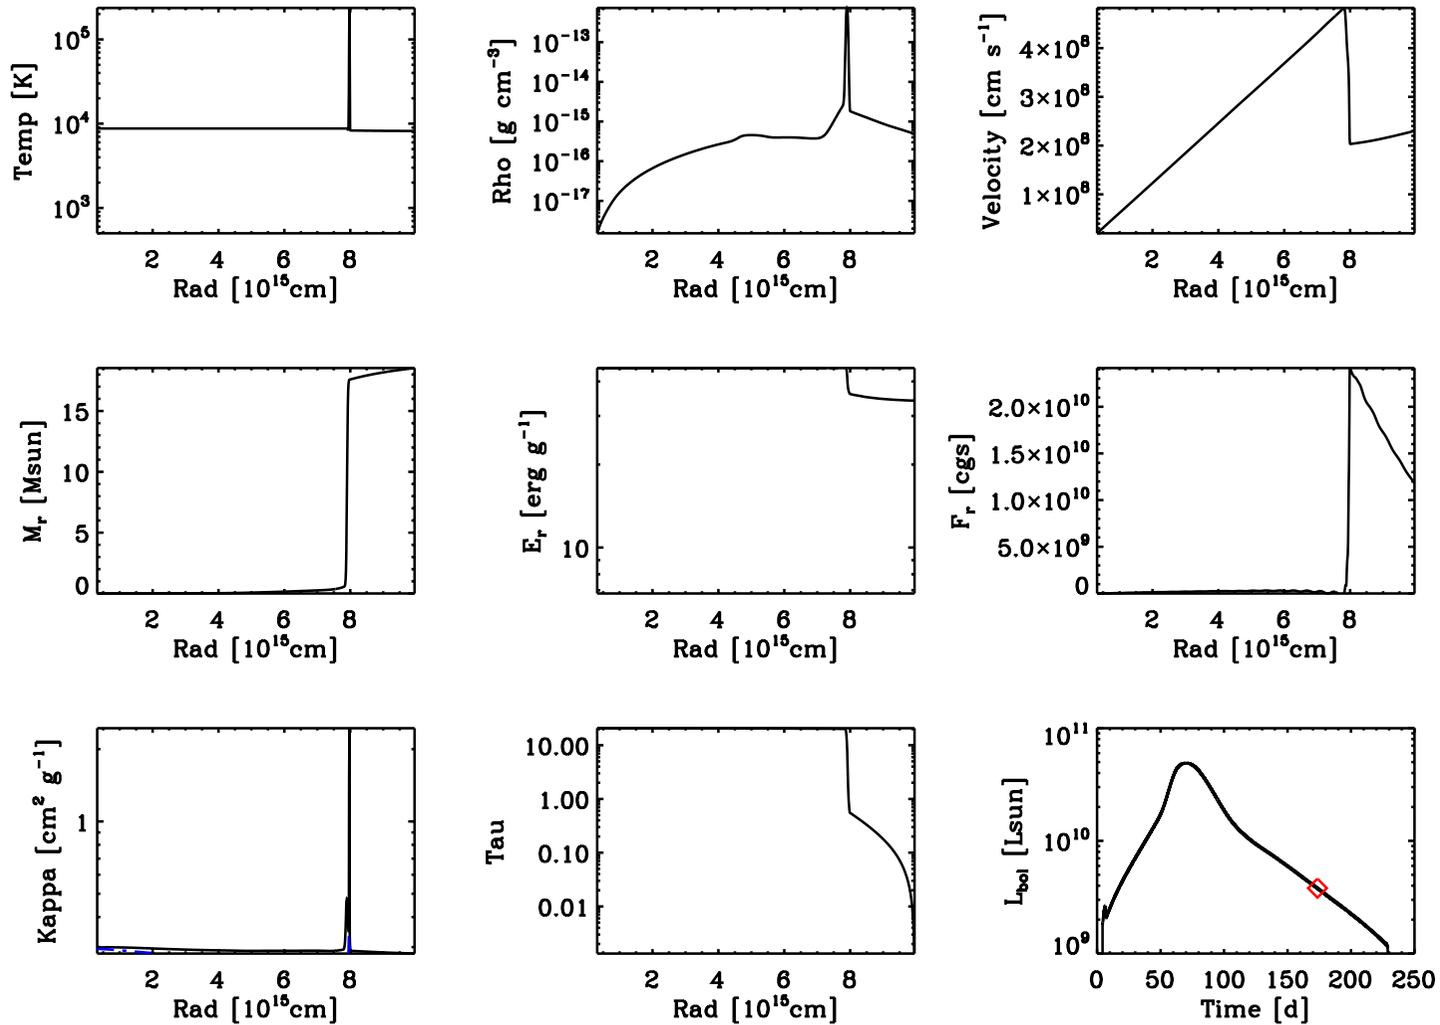 Temp [K]
10⁵
10⁴
10³
2 4 6 8
Rad [10¹⁵cm]
Rho [g cm⁻³]
10⁻¹³
10⁻¹⁴
10⁻¹⁵
10⁻¹⁶
10⁻¹⁷
2 4 6 8
Rad [10¹⁵cm]
Velocity [cm s⁻¹]
4×10⁸
3×10⁸
2×10⁸
1×10⁸
2 4 6 8
Rad [10¹⁵cm]
Mᵣ [Msun]
15
10
5
0
2 4 6 8
Rad [10¹⁵cm]
Eᵣ [erg g⁻¹]
10
2 4 6 8
Rad [10¹⁵cm]
Fᵣ [cgs]
2.0×10¹⁰
1.5×10¹⁰
1.0×10¹⁰
5.0×10⁹
0
2 4 6 8
Rad [10¹⁵cm]
Kappa [cm² g⁻¹]
1
2 4 6 8
Rad [10¹⁵cm]
Tau
10.00
1.00
0.10
0.01
2 4 6 8
Rad [10¹⁵cm]
L_bol [Lsun]
10¹¹
10¹⁰
10⁹
0 50 100 150 200 250
Time [d]